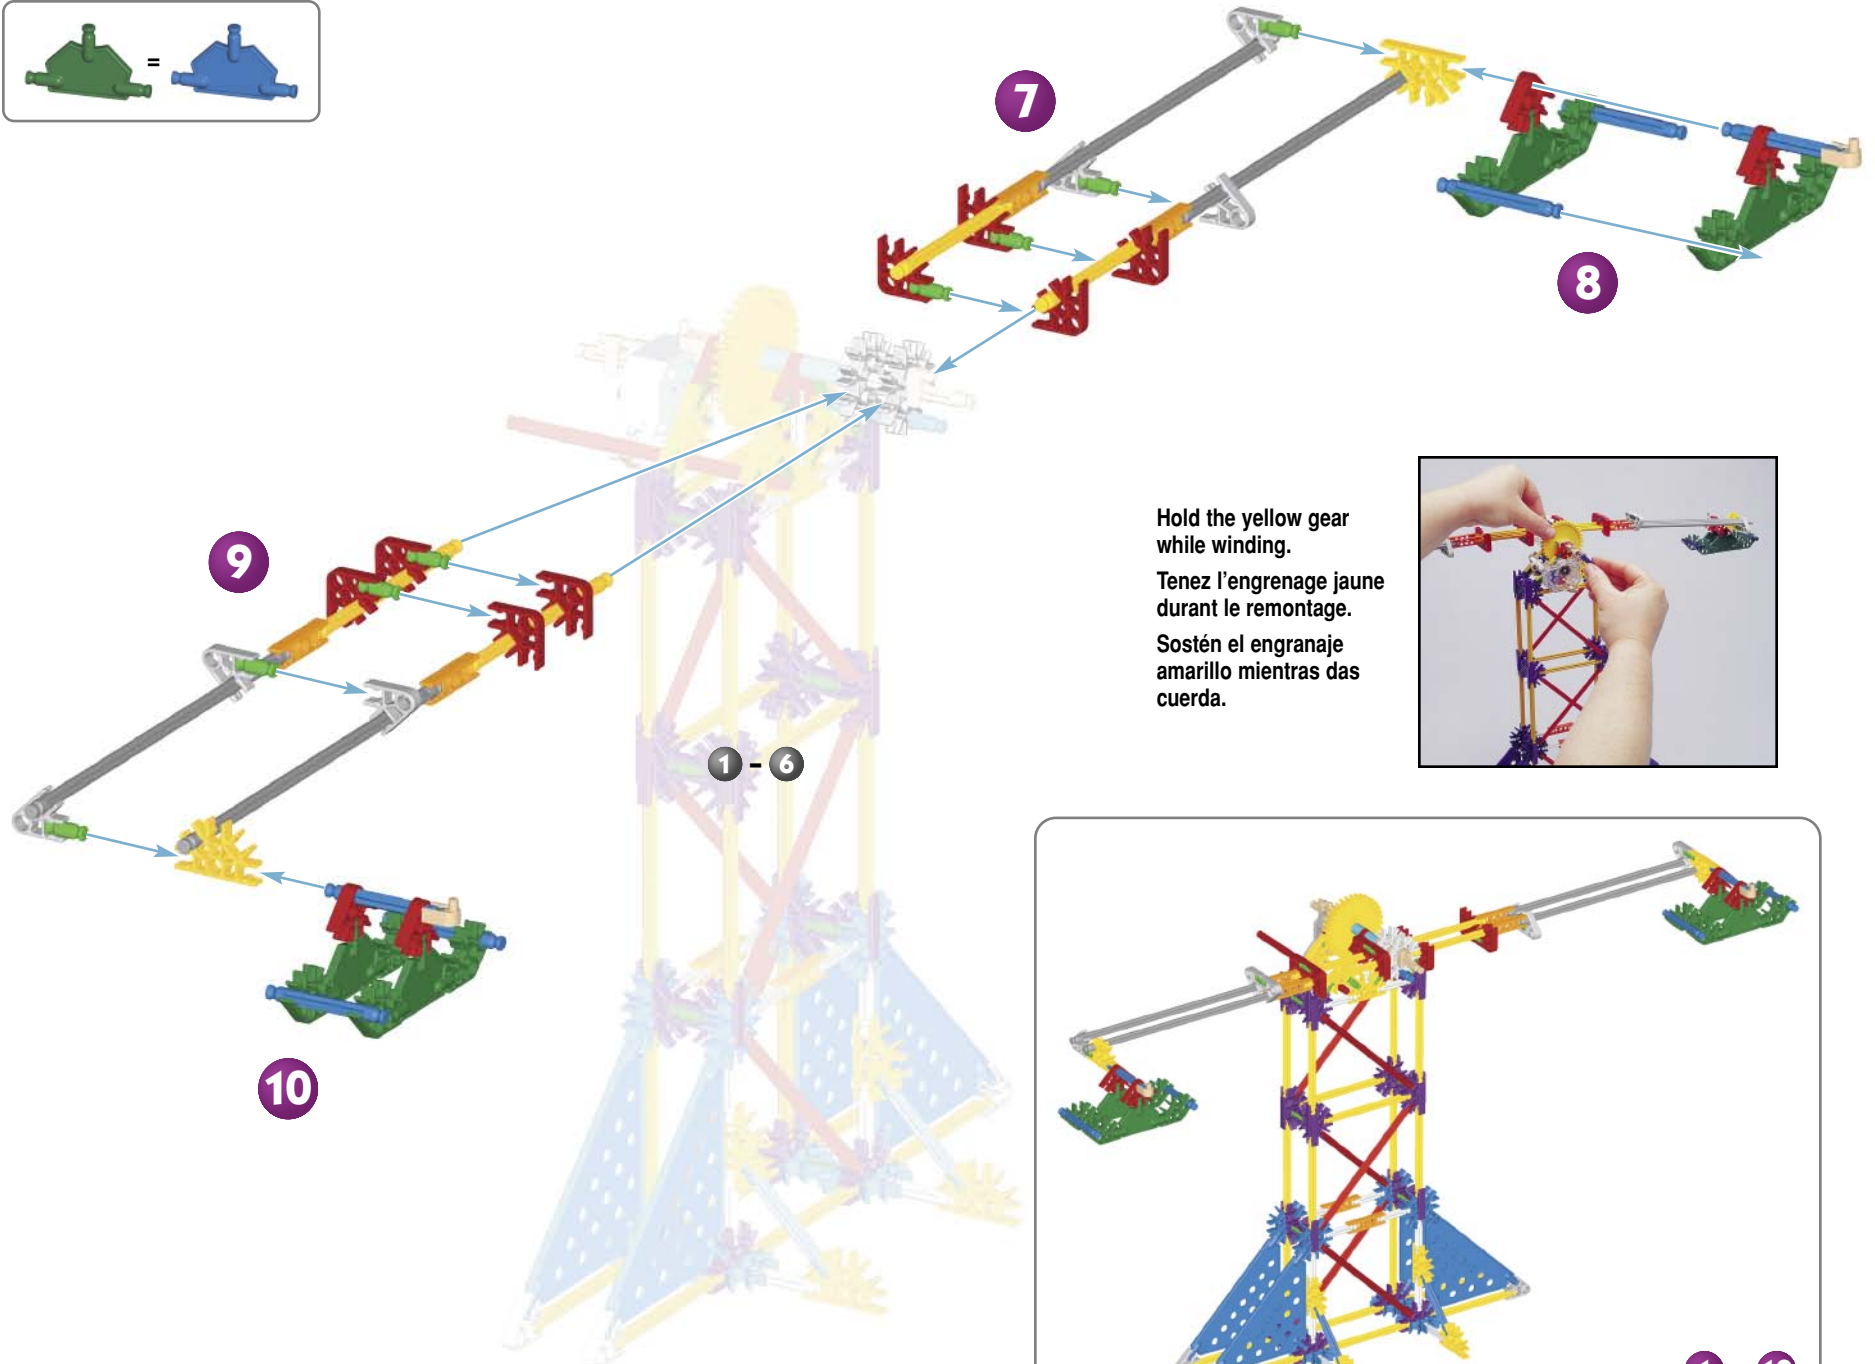 =
7
8
Hold the yellow gear
while winding.
Tenez l'engrenage jaune
durant le remontage.
Sostén el engranaje
amarillo mientras das
cuerda.
9
1 - 6
10